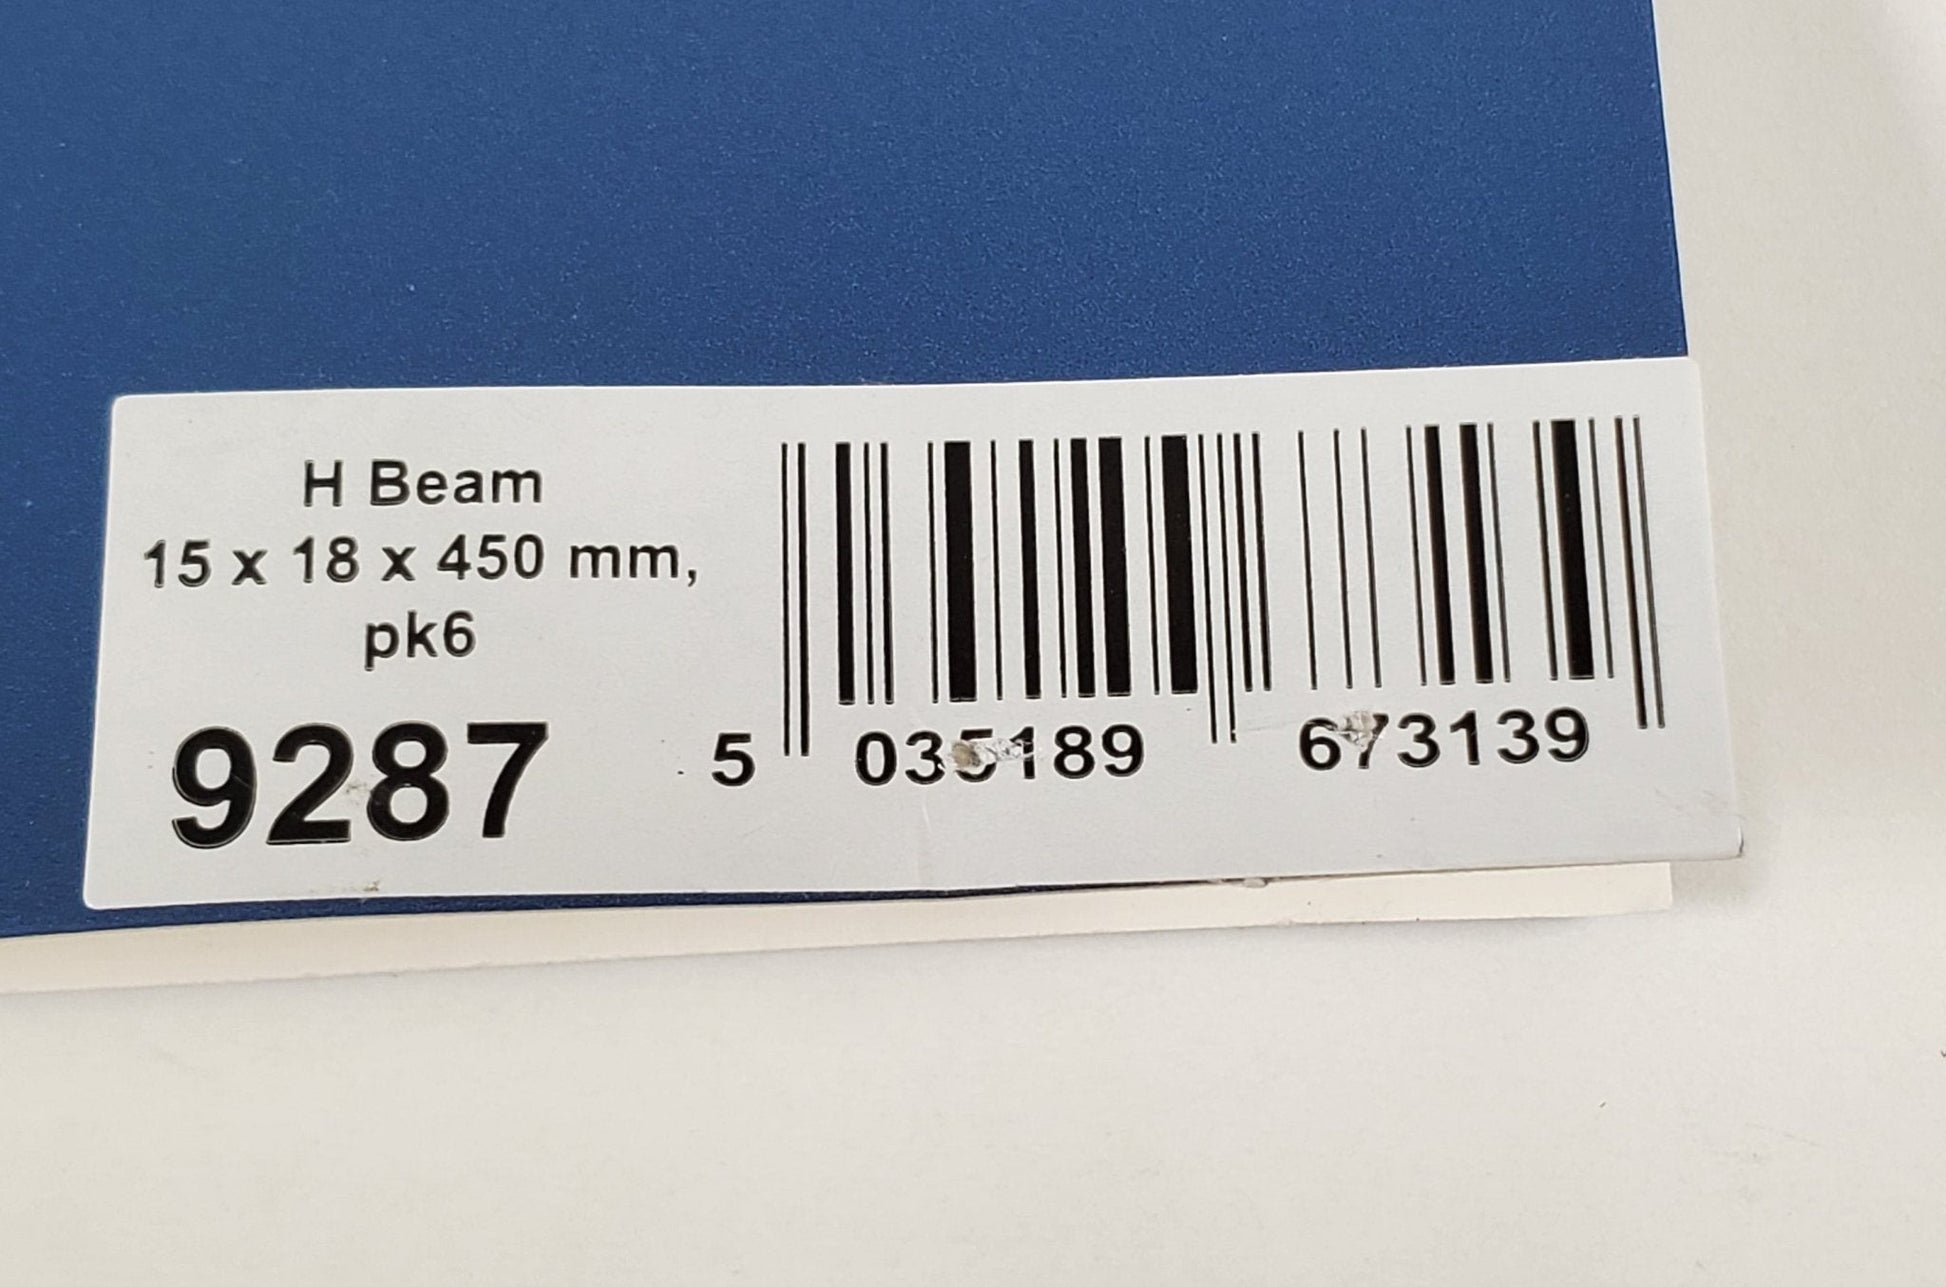 H Beam
15 x 18 x 450 mm,
pk6
9287
5 035189 673139